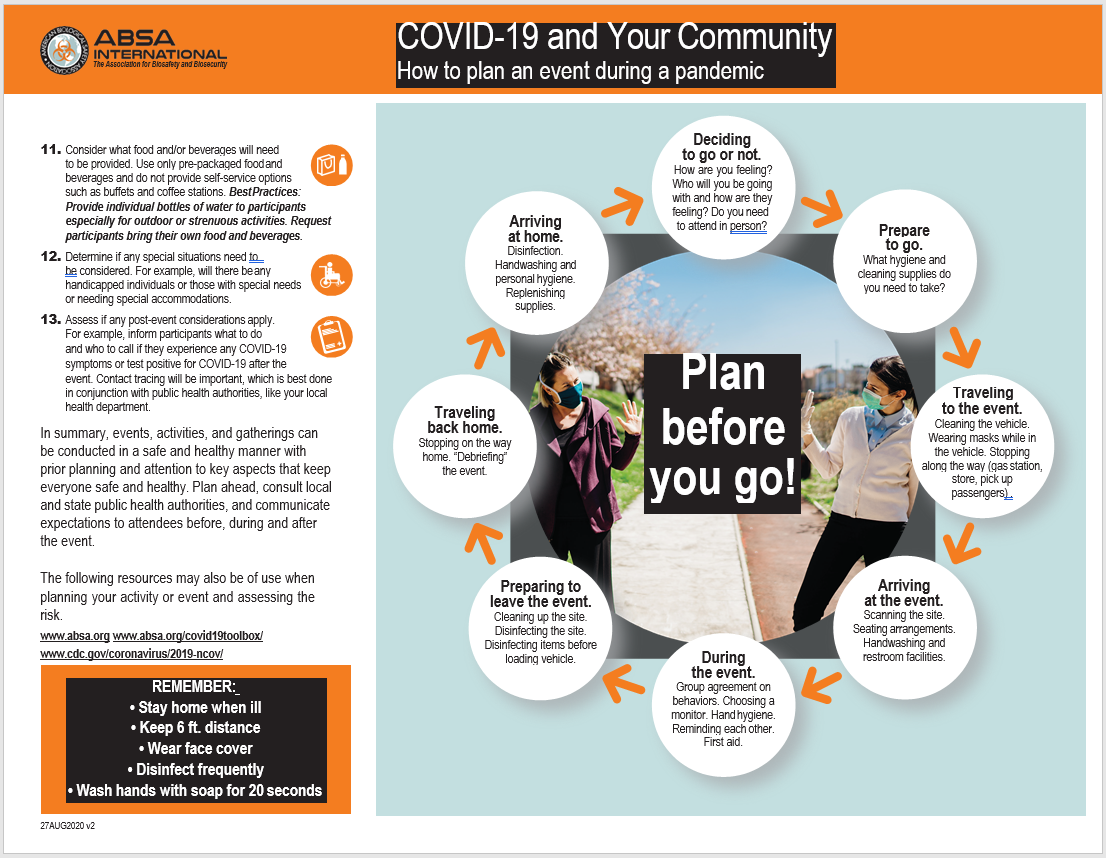 ABSA
INTERNATIONAL
The Association for Biosafety and Biosecurity
COVID-19 and Your Community
How to plan an event during a pandemic
11. Consider what food and/or beverages will need
to be provided. Use only pre-packaged food and
beverages and do not provide self-service options
such as buffets and coffee stations. Best Practices:
Provide individual bottles of water to participants
especially for outdoor or strenuous activities. Request
participants bring their own food and beverages.
12. Determine if any special situations need to
be considered. For example, will there be any
handicapped individuals or those with special needs
or needing special accommodations.
13. Assess if any post-event considerations apply.
For example, inform participants what to do
and who to call if they experience any COVID-19
symptoms or test positive for COVID-19 after the
event. Contact tracing will be important, which is best done
in conjunction with public health authorities, like your local
health department.
In summary, events, activities, and gatherings can
be conducted in a safe and healthy manner with
prior planning and attention to key aspects that keep
everyone safe and healthy. Plan ahead, consult local
and state public health authorities, and communicate
expectations to attendees before, during and after
the event.
The following resources may also be of use when
planning your activity or event and assessing the
risk.
www.absa.org www.absa.org/covid19toolbox/
www.cdc.gov/coronavirus/2019-ncov/
REMEMBER:
• Stay home when ill
• Keep 6 ft. distance
• Wear face cover
• Disinfect frequently
• Wash hands with soap for 20 seconds
27AUG2020 v2
Deciding
to go or not.
How are you feeling?
Who will you be going
with and how are they
feeling? Do you need
to attend in person?
Prepare
to go.
What hygiene and
cleaning supplies do
you need to take?
Traveling
to the event.
Cleaning the vehicle.
Wearing masks while in
the vehicle. Stopping
along the way (gas station,
store, pick up
passengers).
Arriving
at the event.
Scanning the site.
Seating arrangements.
Handwashing and
restroom facilities.
During
the event.
Group agreement on
behaviors. Choosing a
monitor. Hand hygiene.
Reminding each other.
First aid.
Preparing to
leave the event.
Cleaning up the site.
Disinfecting the site.
Disinfecting items before
loading vehicle.
Traveling
back home.
Stopping on the way
home. “Debriefing”
the event.
Arriving
at home.
Disinfection.
Handwashing and
personal hygiene.
Replenishing
supplies.
Plan
before
you go!